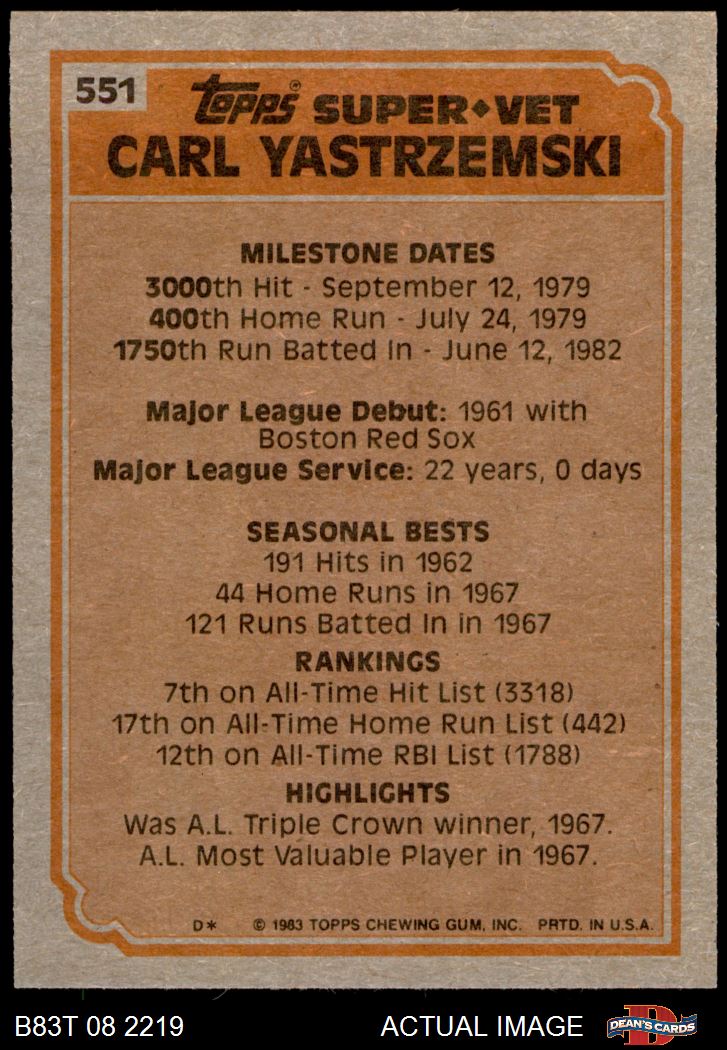 551
Topps® SUPER◆VET
CARL YASTRZEMSKI
MILESTONE DATES
3000th Hit - September 12, 1979
400th Home Run - July 24, 1979
1750th Run Batted In - June 12, 1982
Major League Debut: 1961 with
Boston Red Sox
Major League Service: 22 years, 0 days
SEASONAL BESTS
191 Hits in 1962
44 Home Runs in 1967
121 Runs Batted In in 1967
RANKINGS
7th on All-Time Hit List (3318)
17th on All-Time Home Run List (442)
12th on All-Time RBI List (1788)
HIGHLIGHTS
Was A.L. Triple Crown winner, 1967.
A.L. Most Valuable Player in 1967.
D* © 1983 TOPPS CHEWING GUM, INC. PRTD. IN U.S.A.
B83T 08 2219 ACTUAL IMAGE D DEAN'S CARDS